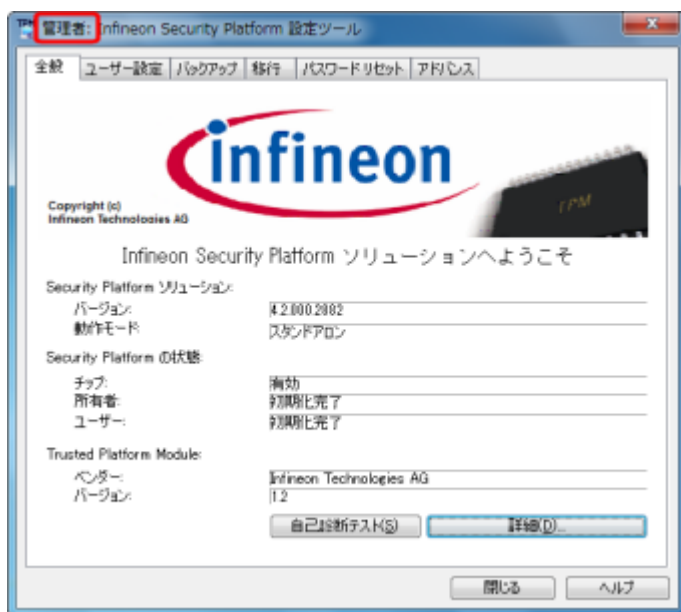 管理者: Infineon Security Platform 設定ツール
全般 ユーザー設定 バックアップ 移行 パスワードリセット アドバンス
infineon
TPM
Copyright (c)
Infineon Technologies AG
Infineon Security Platform ソリューションへようこそ
Security Platform ソリューション:
バージョン: 4.2.000.2882
動作モード: スタンドアロン
Security Platform の状態:
チップ: 有効
所有者: 初期化完了
ユーザー: 初期化完了
Trusted Platform Module:
ベンダー: Infineon Technologies AG
バージョン: 1.2
自己診断テスト(S) 詳細(D)...
閉じる ヘルプ